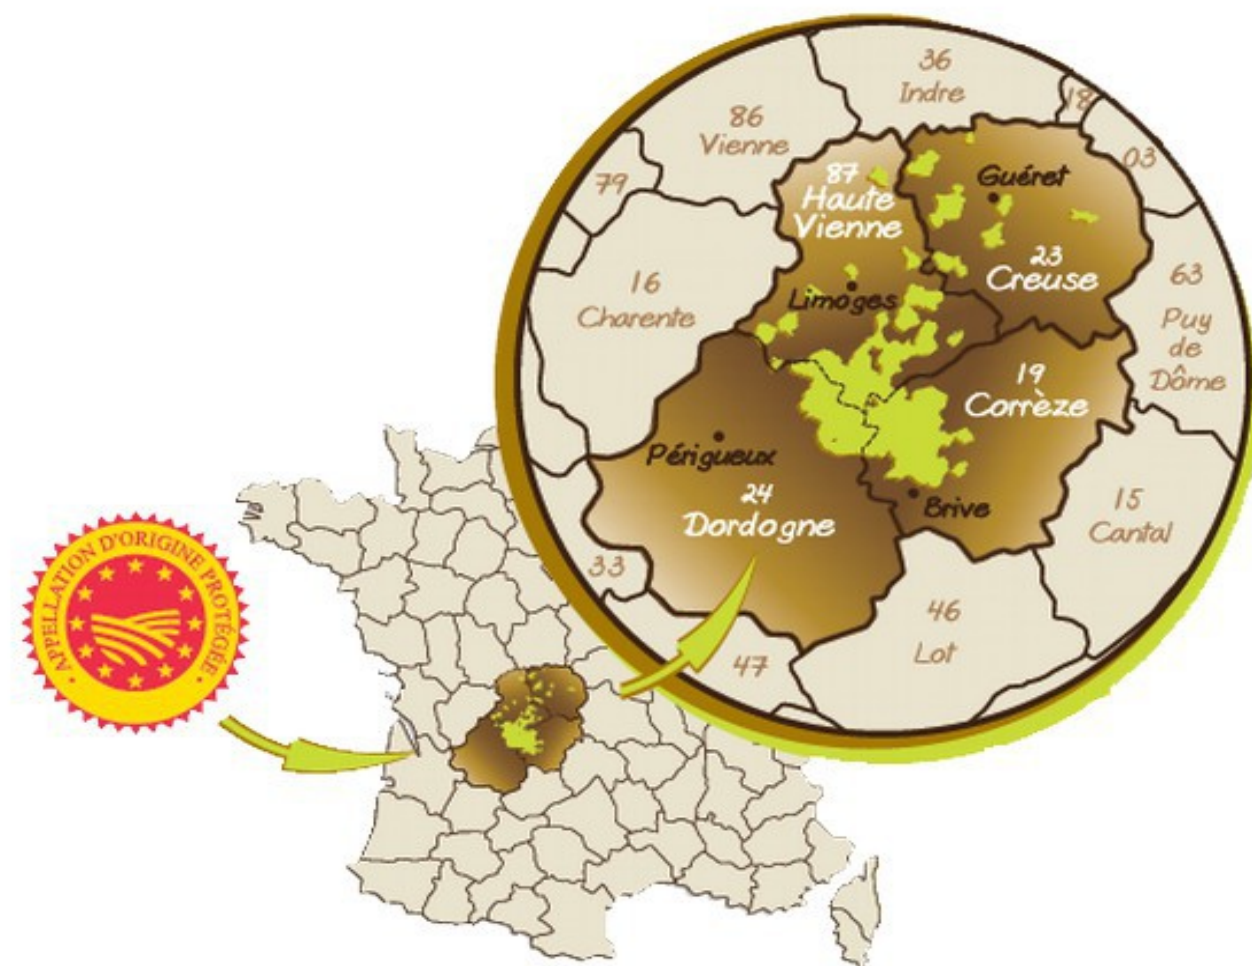 36
Indre
18
86
Vienne
03
79
87
Haute
Vienne
Guéret
23
Creuse
16
Charente
Limoges
63
Puy
de
Dôme
19
Corrèze
Périgueux
24
Dordogne
Brive
15
Cantal
33
46
Lot
47
APPELLATION D'ORIGINE PROTÉGÉE